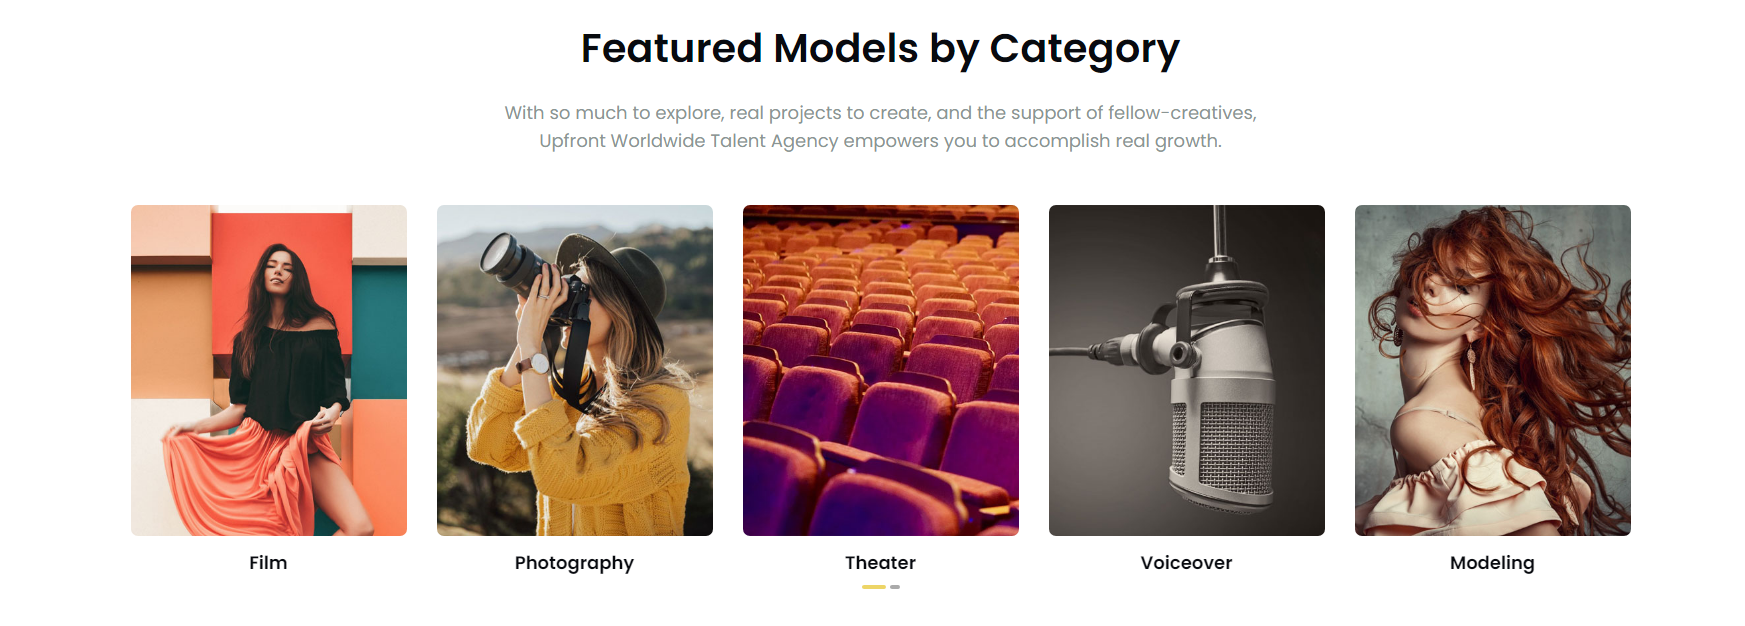 Featured Models by Category
With so much to explore, real projects to create, and the support of fellow-creatives,
Upfront Worldwide Talent Agency empowers you to accomplish real growth.
Film
Photography
Theater
Voiceover
Modeling